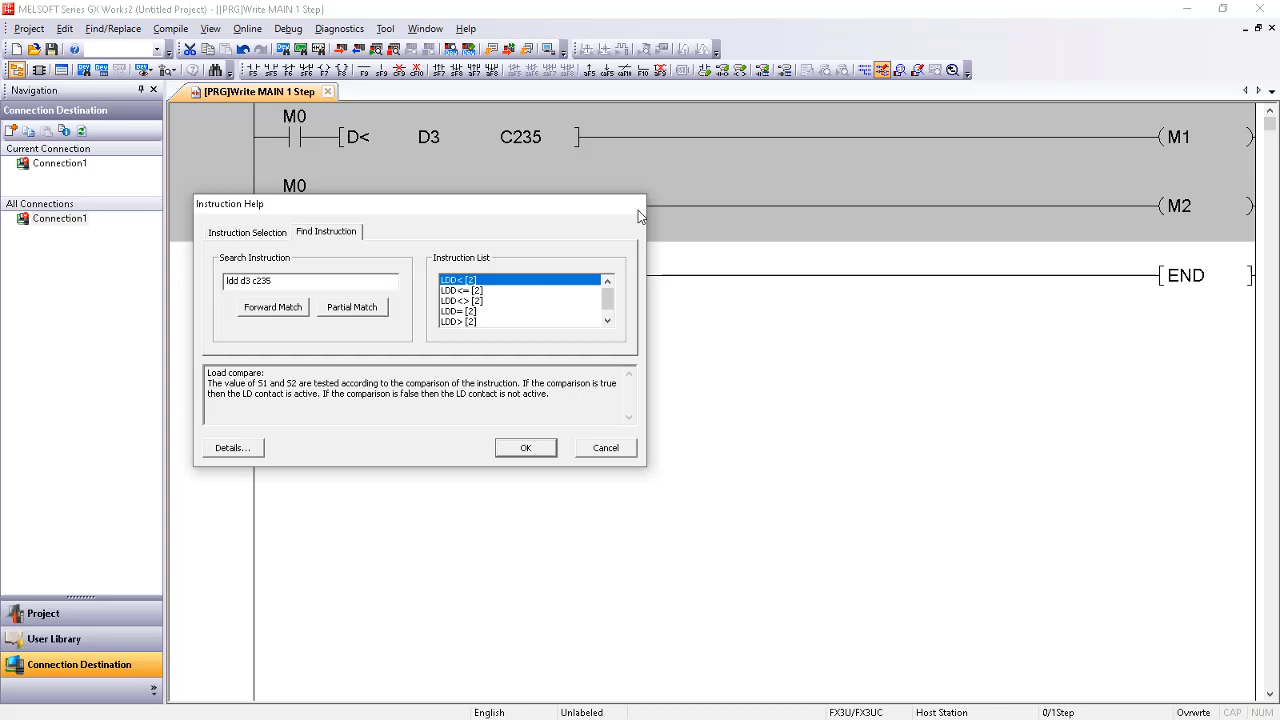 MELSOFT Series GX Works2 (Untitled Project) - [[PRG]Write MAIN 1 Step]
Project Edit Find/Replace Compile View Online Debug Diagnostics Tool Window Help
Navigation
[PRG]Write MAIN 1 Step
Connection Destination
Current Connection
Connection1
All Connections
Connection1
M0
[D< D3 C235 ] (M1 )
M0
(M2 )
[END ]
Instruction Help
Instruction Selection Find Instruction
Search Instruction
ldd d3 c235
Forward Match Partial Match
Instruction List
LDD< [2]
LDD<= [2]
LDD<> [2]
LDD= [2]
LDD> [2]
Load compare:
The value of S1 and S2 are tested according to the comparison of the instruction. If the comparison is true
then the LD contact is active. If the comparison is false then the LD contact is not active.
Details... OK Cancel
Project
User Library
Connection Destination
English Unlabeled FX3U/FX3UC Host Station 0/1Step Ovrwrte CAP NUM